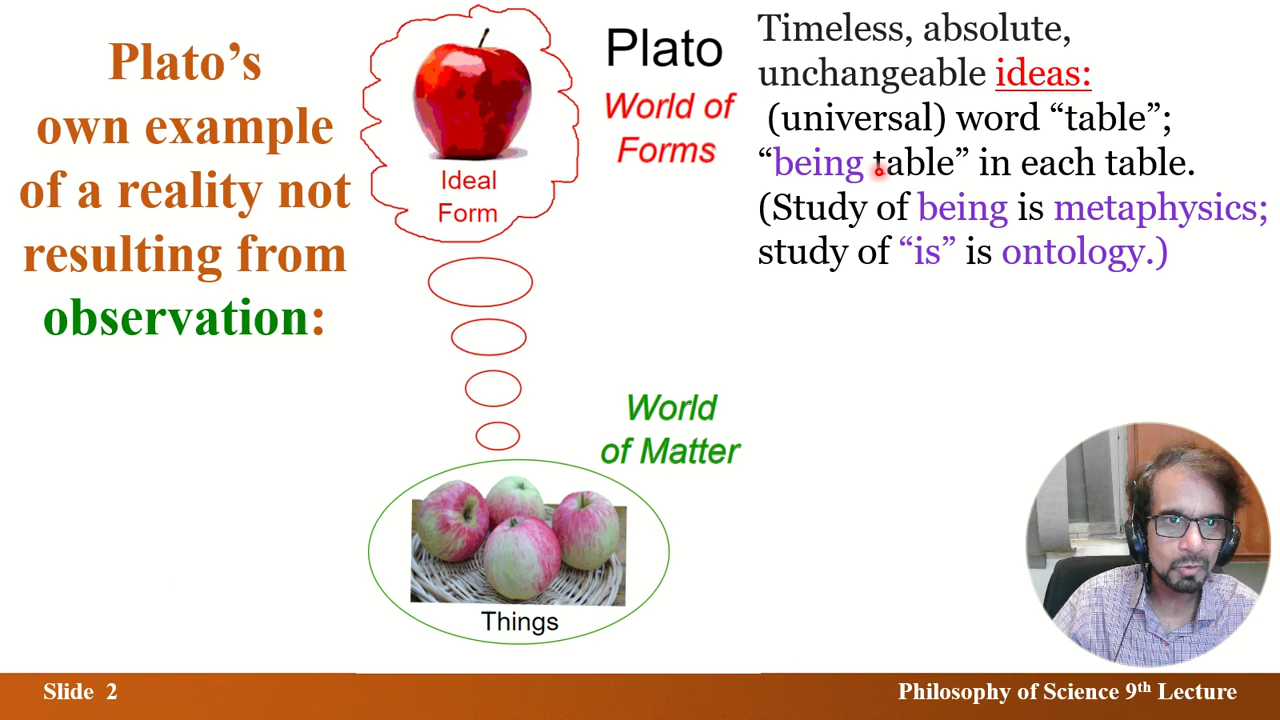 Plato’s
own example
of a reality not
resulting from
observation:
Ideal
Form
Plato
World of
Forms
Timeless, absolute,
unchangeable ideas:
(universal) word “table”;
“being table” in each table.
(Study of being is metaphysics;
study of “is” is ontology.)
World
of Matter
Things
Slide 2
Philosophy of Science 9th Lecture